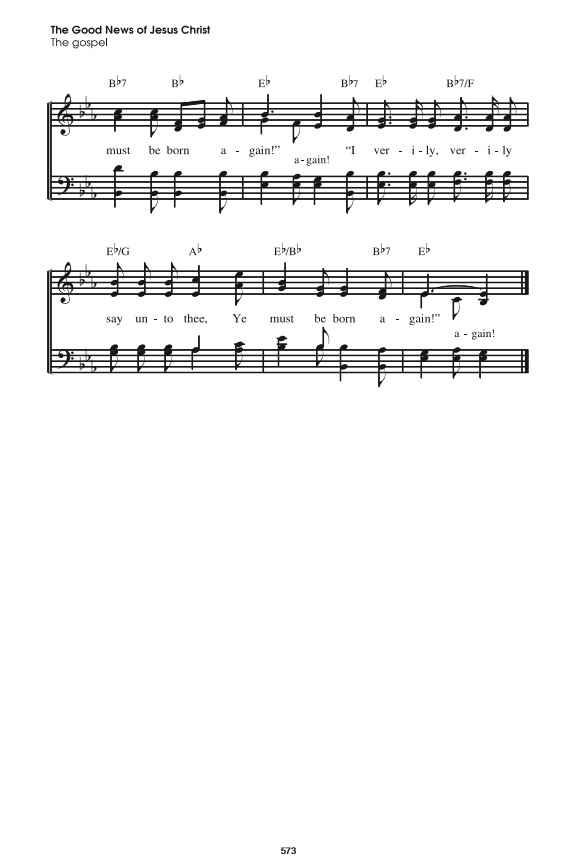 The Good News of Jesus Christ
The gospel
B♭7 B♭ E♭ B♭7 E♭ B♭7/F
must be born a - gain!” “I ver - i - ly, ver - i - ly
a - gain!
E♭/G A♭ E♭/B♭ B♭7 E♭
say un - to thee, Ye must be born a - gain!”
a - gain!
573